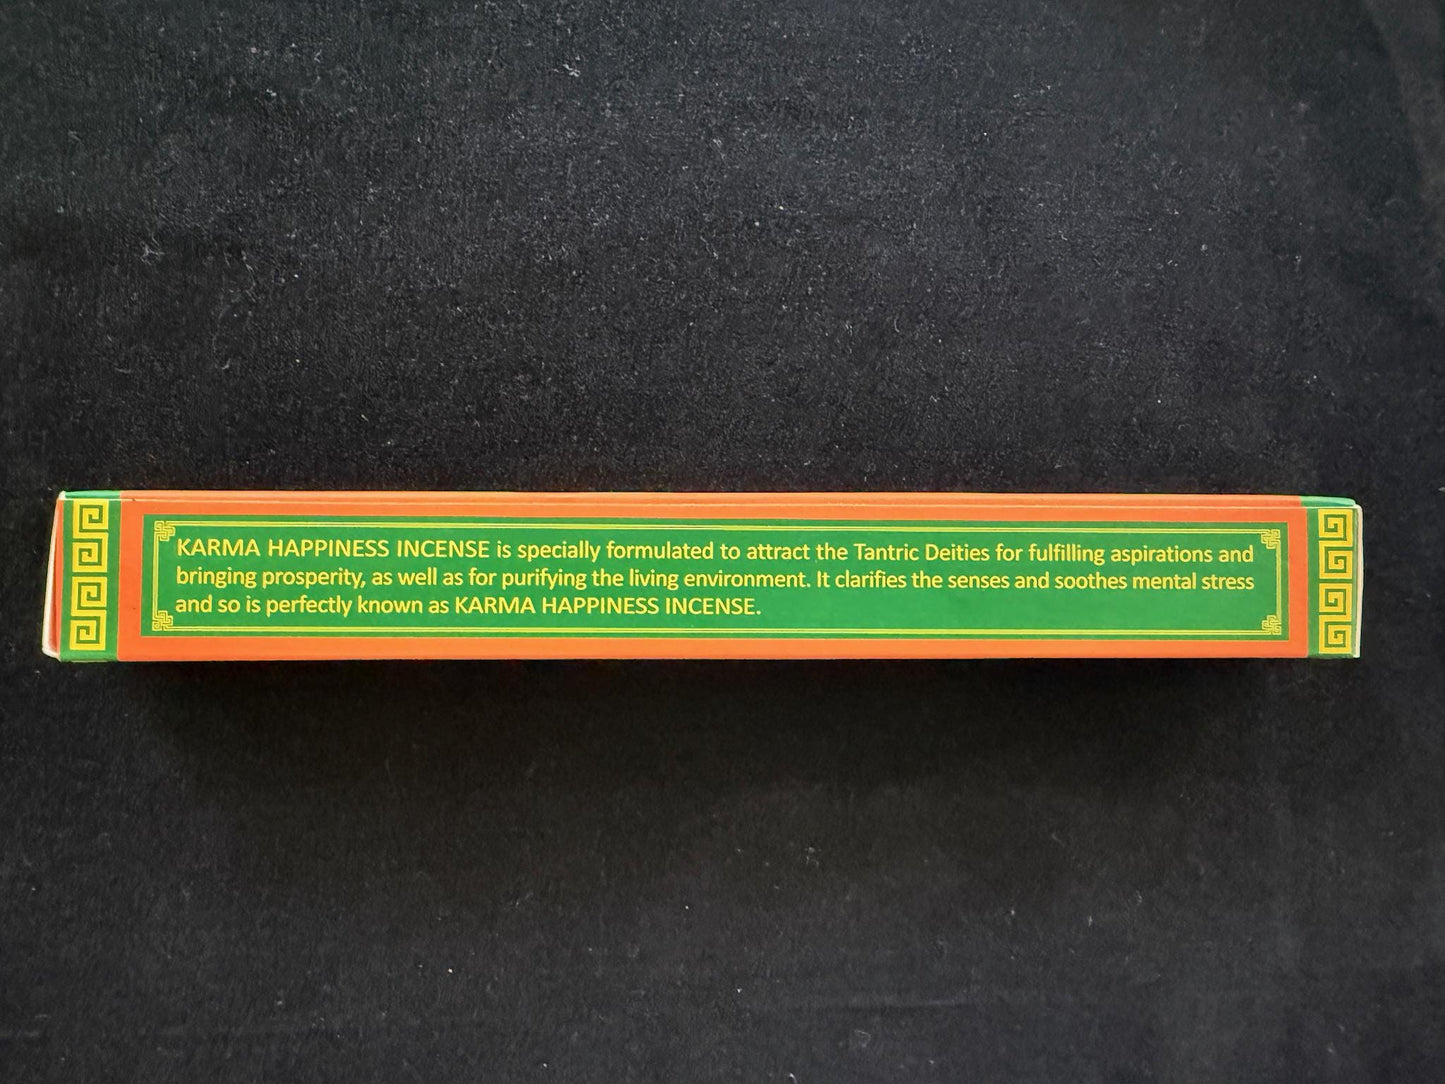 KARMA HAPPINESS INCENSE is specially formulated to attract the Tantric Deities for fulfilling aspirations and
bringing prosperity, as well as for purifying the living environment. It clarifies the senses and soothes mental stress
and so is perfectly known as KARMA HAPPINESS INCENSE.